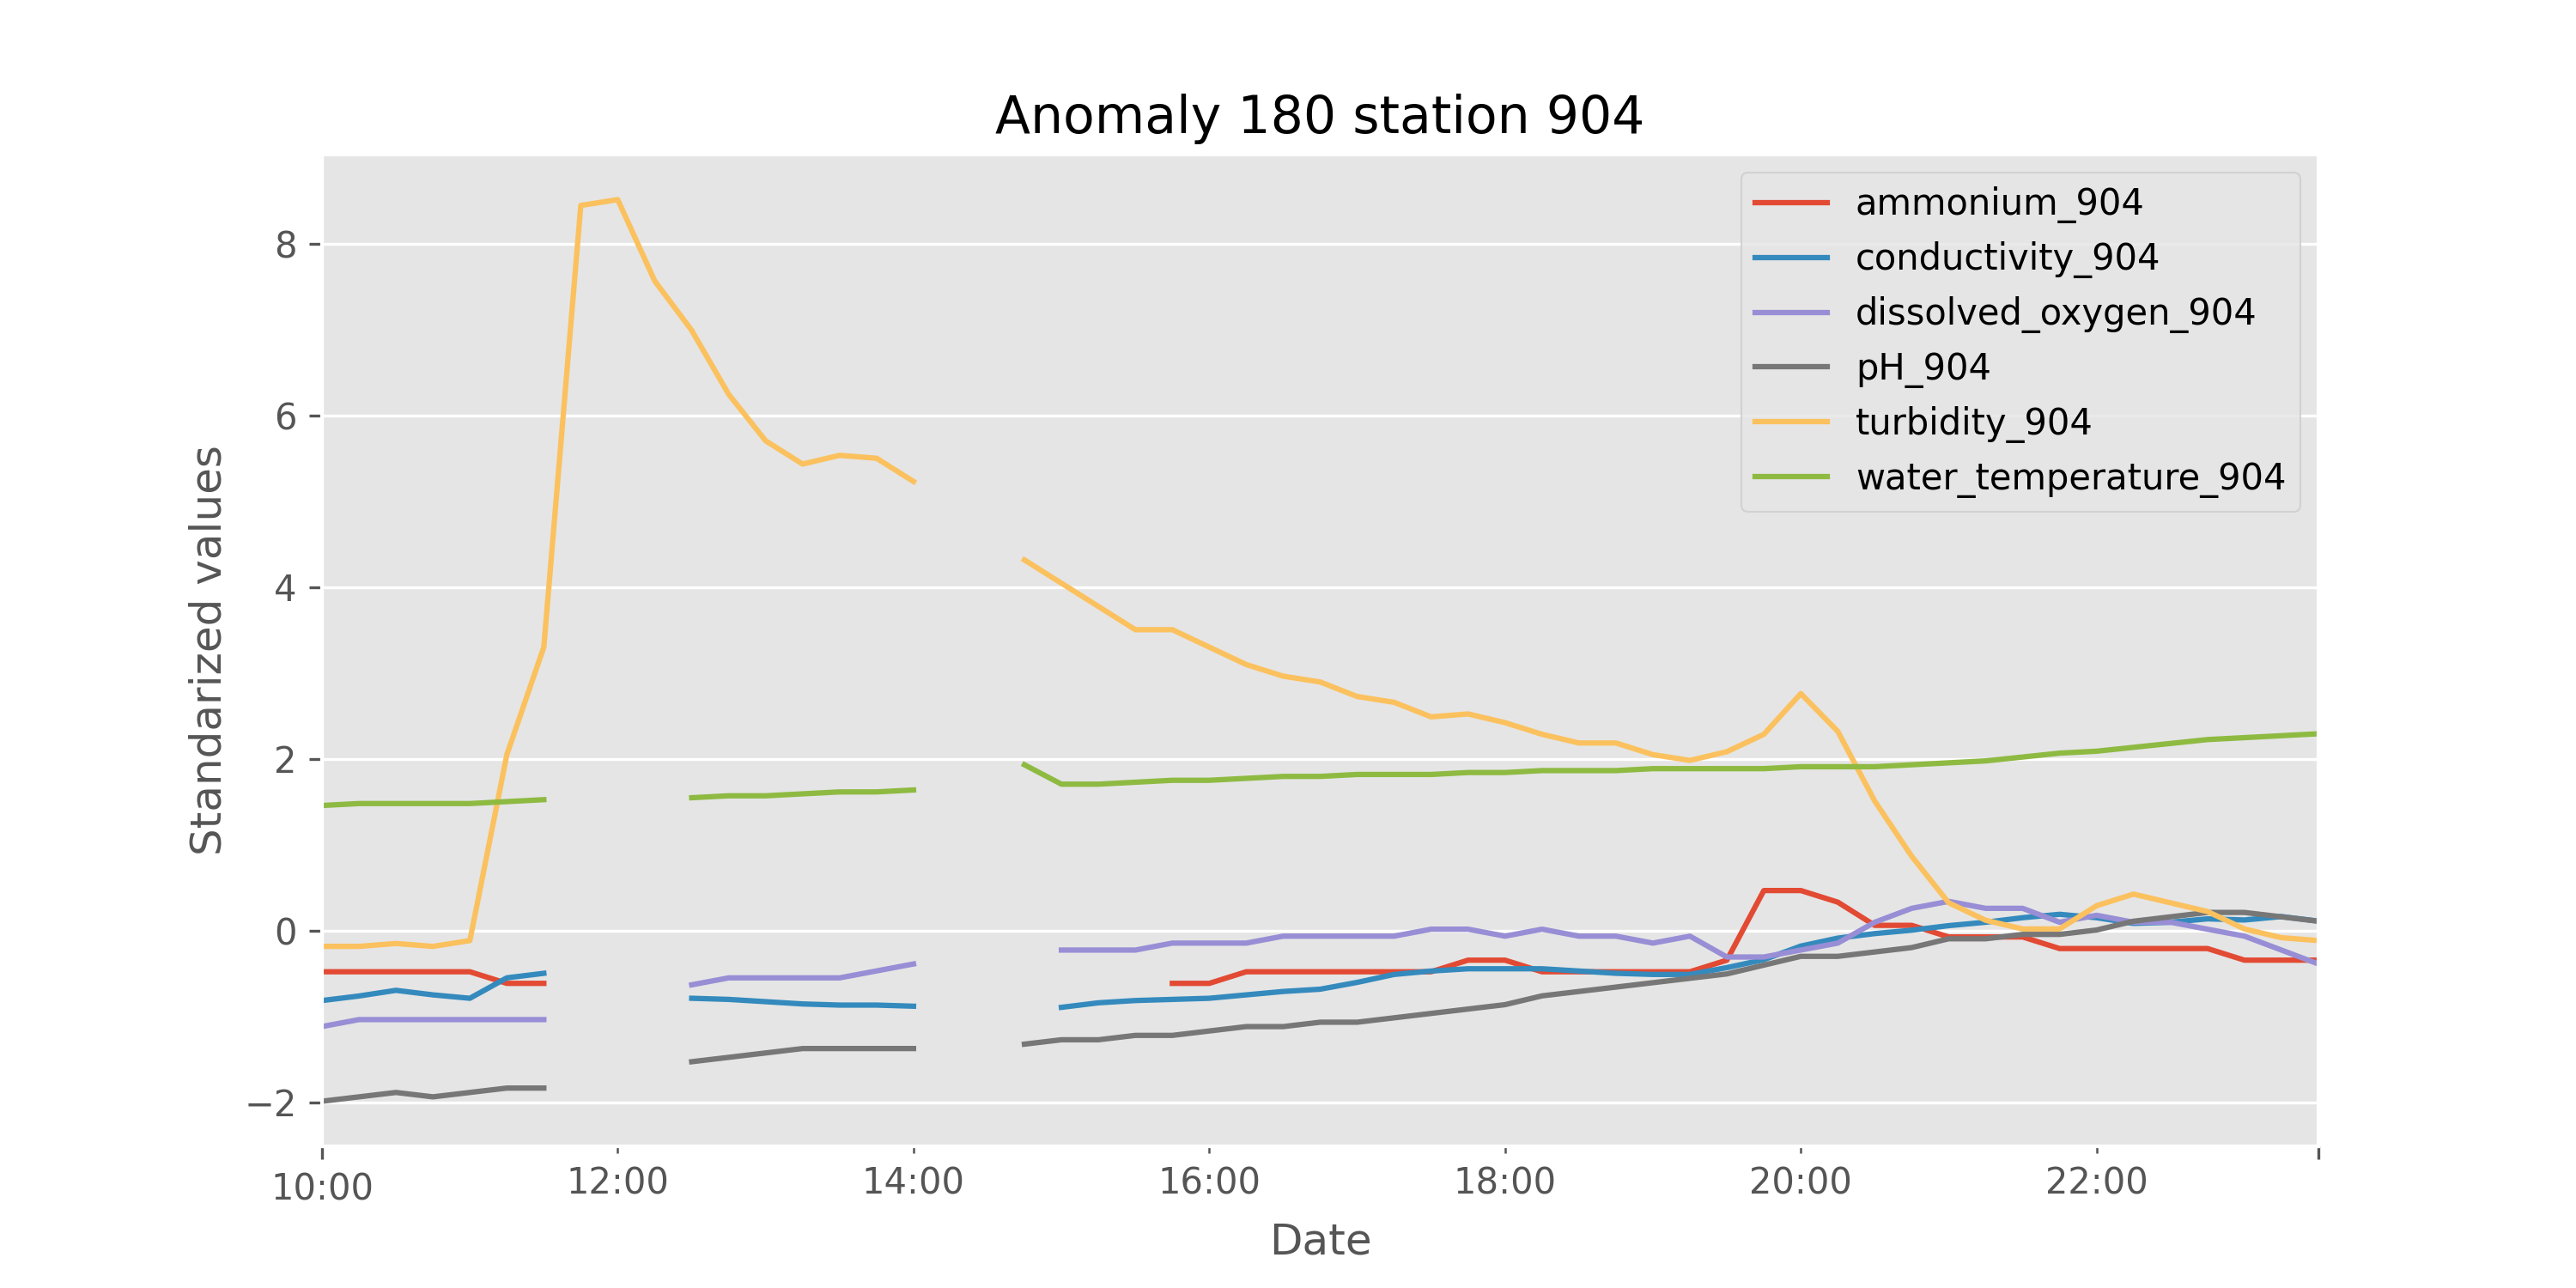 Anomaly 180 station 904
ammonium_904
conductivity_904
dissolved_oxygen_904
pH_904
turbidity_904
water_temperature_904
Standarized values
8
6
4
2
0
−2
10:00 12:00 14:00 16:00 18:00 20:00 22:00
Date